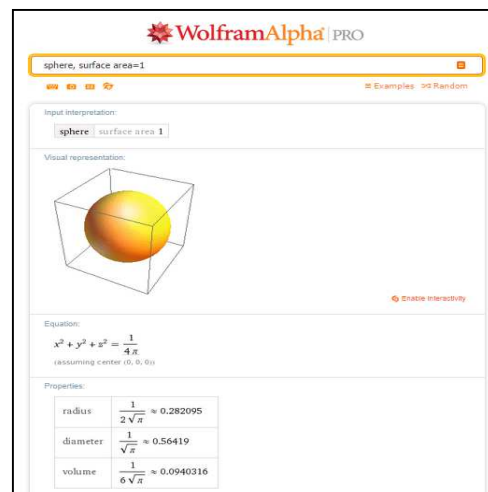 WolframAlpha PRO
sphere, surface area=1
Examples Random
Input interpretation:
sphere surface area 1
Visual representation:
Enable interactivity
Equation:
x² + y² + z² = 1/(4 π)
(assuming center (0, 0, 0))
Properties:
radius 1/(2 √π) ≈ 0.282095
diameter 1/√π ≈ 0.56419
volume 1/(6 √π) ≈ 0.0940316